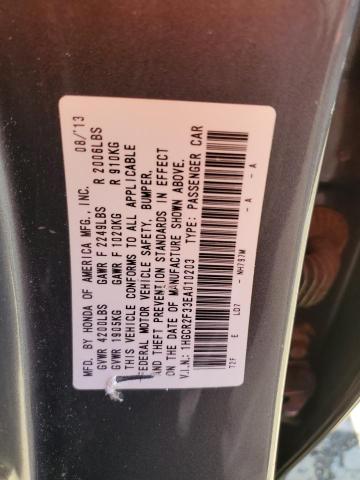 MFD. BY HONDA OF AMERICA MFG., INC. 08/'13
GVWR 4200LBS GAWR F 2249LBS R 2006LBS
GVWR 1905KG GAWR F 1020KG R 910KG
THIS VEHICLE CONFORMS TO ALL APPLICABLE
FEDERAL MOTOR VEHICLE SAFETY, BUMPER,
AND THEFT PREVENTION STANDARDS IN EFFECT
ON THE DATE OF MANUFACTURE SHOWN ABOVE.
V.I.N.: 1HGCR2F33EA010203 TYPE: PASSENGER CAR
T2F E LD7 - NH797M - A - A